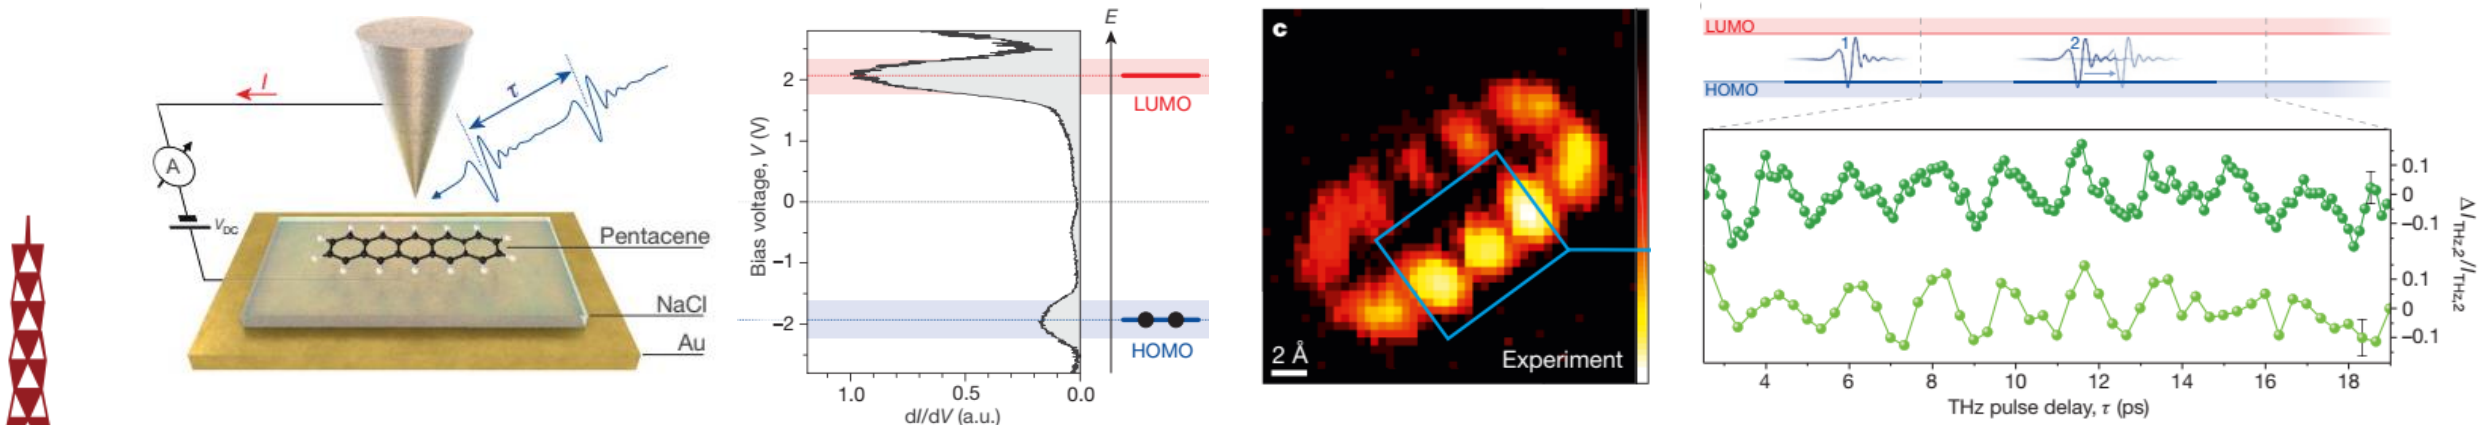 I
τ
A
V_DC
Pentacene
NaCl
Au
E
Bias voltage, V (V)
2
1
0
−1
−2
LUMO
HOMO
1.0 0.5 0.0
dI/dV (a.u.)
c
2 Å
Experiment
LUMO
1 2
HOMO
0.1
0
−0.1
0.1
0
−0.1
ΔI_THz,2/I_THz,2
4 6 8 10 12 14 16 18
THz pulse delay, τ (ps)